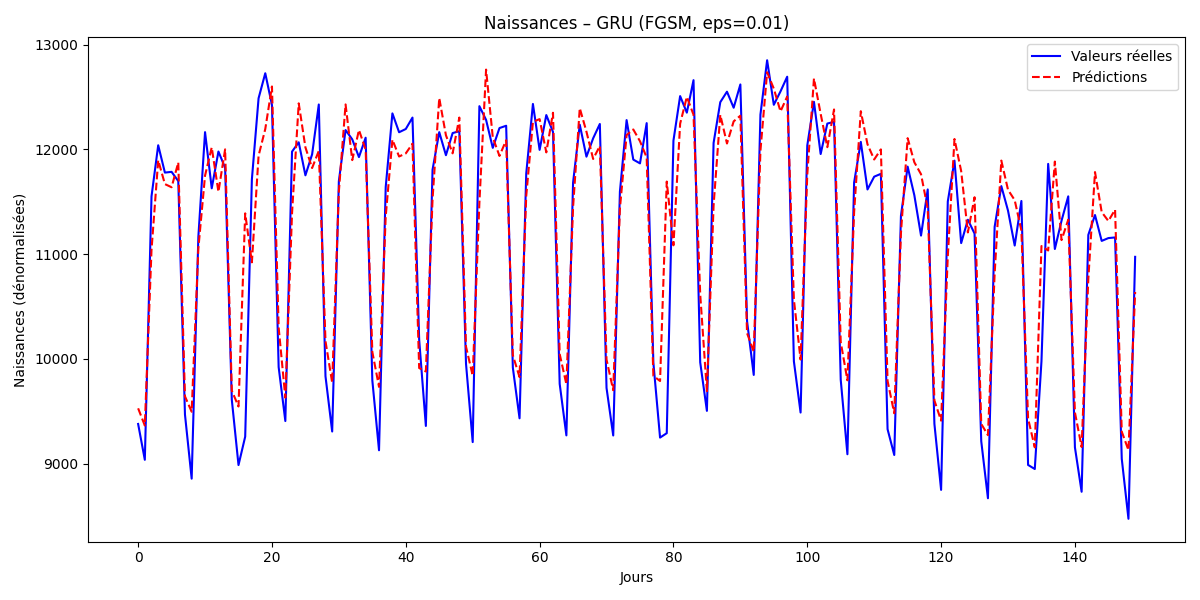 Naissances – GRU (FGSM, eps=0.01)
Valeurs réelles
Prédictions
Naissances (dénormalisées)
13000
12000
11000
10000
9000
0 20 40 60 80 100 120 140
Jours